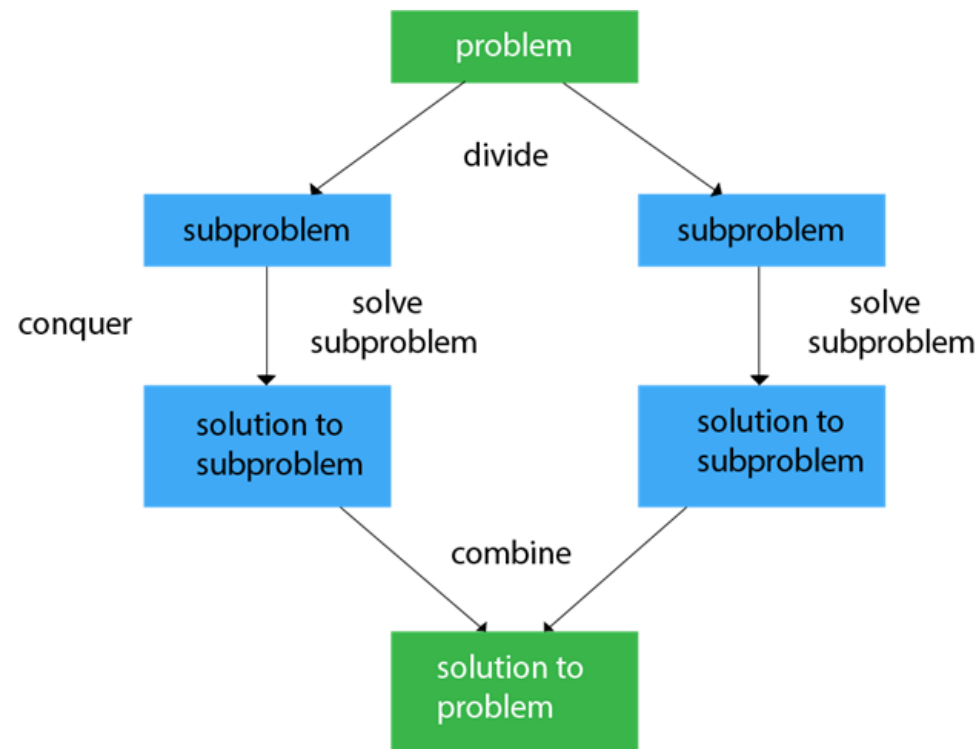 problem
divide
subproblem
subproblem
conquer
solve
subproblem
solve
subproblem
solution to
subproblem
solution to
subproblem
combine
solution to
problem